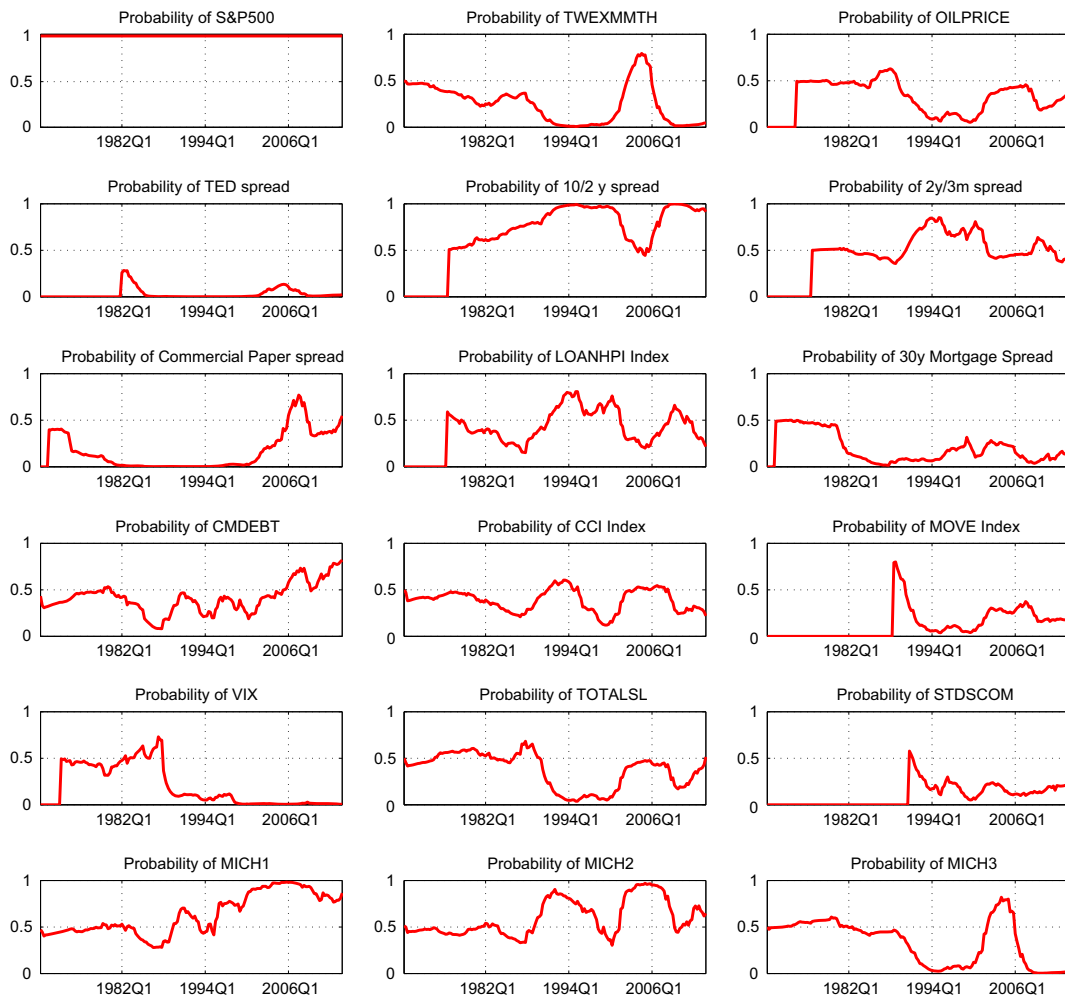 Probability of S&P500
1
0.5
0
1982Q1 1994Q1 2006Q1
Probability of TWEXMMTH
1
0.5
0
1982Q1 1994Q1 2006Q1
Probability of OILPRICE
1
0.5
0
1982Q1 1994Q1 2006Q1
Probability of TED spread
1
0.5
0
1982Q1 1994Q1 2006Q1
Probability of 10/2 y spread
1
0.5
0
1982Q1 1994Q1 2006Q1
Probability of 2y/3m spread
1
0.5
0
1982Q1 1994Q1 2006Q1
Probability of Commercial Paper spread
1
0.5
0
1982Q1 1994Q1 2006Q1
Probability of LOANHPI Index
1
0.5
0
1982Q1 1994Q1 2006Q1
Probability of 30y Mortgage Spread
1
0.5
0
1982Q1 1994Q1 2006Q1
Probability of CMDEBT
1
0.5
0
1982Q1 1994Q1 2006Q1
Probability of CCI Index
1
0.5
0
1982Q1 1994Q1 2006Q1
Probability of MOVE Index
1
0.5
0
1982Q1 1994Q1 2006Q1
Probability of VIX
1
0.5
0
1982Q1 1994Q1 2006Q1
Probability of TOTALSL
1
0.5
0
1982Q1 1994Q1 2006Q1
Probability of STDSCOM
1
0.5
0
1982Q1 1994Q1 2006Q1
Probability of MICH1
1
0.5
0
1982Q1 1994Q1 2006Q1
Probability of MICH2
1
0.5
0
1982Q1 1994Q1 2006Q1
Probability of MICH3
1
0.5
0
1982Q1 1994Q1 2006Q1